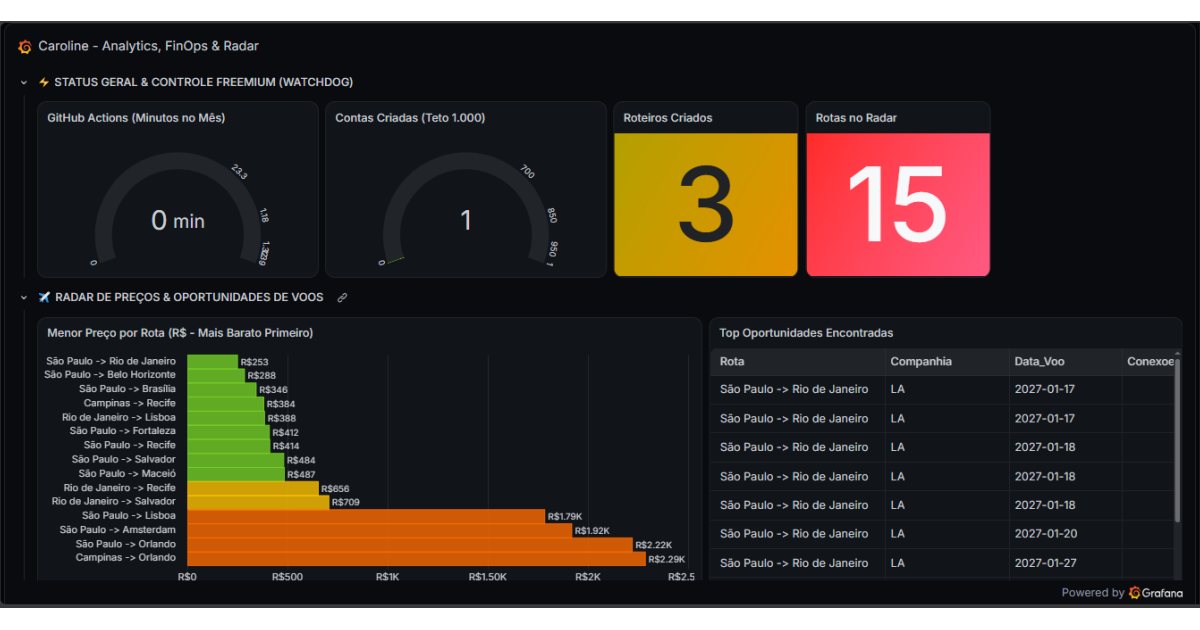 Caroline - Analytics, FinOps & Radar
⚡ STATUS GERAL & CONTROLE FREEMIUM (WATCHDOG)
GitHub Actions (Minutos no Mês)
0
23.3
1.18
0 min
Contas Criadas (Teto 1.000)
0
700
850
950
1
1
Roteiros Criados
3
Rotas no Radar
15
✈️ RADAR DE PREÇOS & OPORTUNIDADES DE VOOS
Menor Preço por Rota (R$ - Mais Barato Primeiro)
São Paulo -> Rio de Janeiro R$253
São Paulo -> Belo Horizonte R$288
São Paulo -> Brasília R$346
Campinas -> Recife R$384
Rio de Janeiro -> Lisboa R$388
São Paulo -> Fortaleza R$412
São Paulo -> Recife R$414
São Paulo -> Salvador R$484
São Paulo -> Maceió R$487
Rio de Janeiro -> Recife R$656
Rio de Janeiro -> Salvador R$709
São Paulo -> Lisboa R$1.79K
São Paulo -> Amsterdam R$1.92K
São Paulo -> Orlando R$2.22K
Campinas -> Orlando R$2.29K
R$0 R$500 R$1K R$1.50K R$2K R$2.5
Top Oportunidades Encontradas
Rota Companhia Data_Voo Conexoe
São Paulo -> Rio de Janeiro LA 2027-01-17
São Paulo -> Rio de Janeiro LA 2027-01-17
São Paulo -> Rio de Janeiro LA 2027-01-18
São Paulo -> Rio de Janeiro LA 2027-01-18
São Paulo -> Rio de Janeiro LA 2027-01-18
São Paulo -> Rio de Janeiro LA 2027-01-20
São Paulo -> Rio de Janeiro LA 2027-01-27
Powered by Grafana